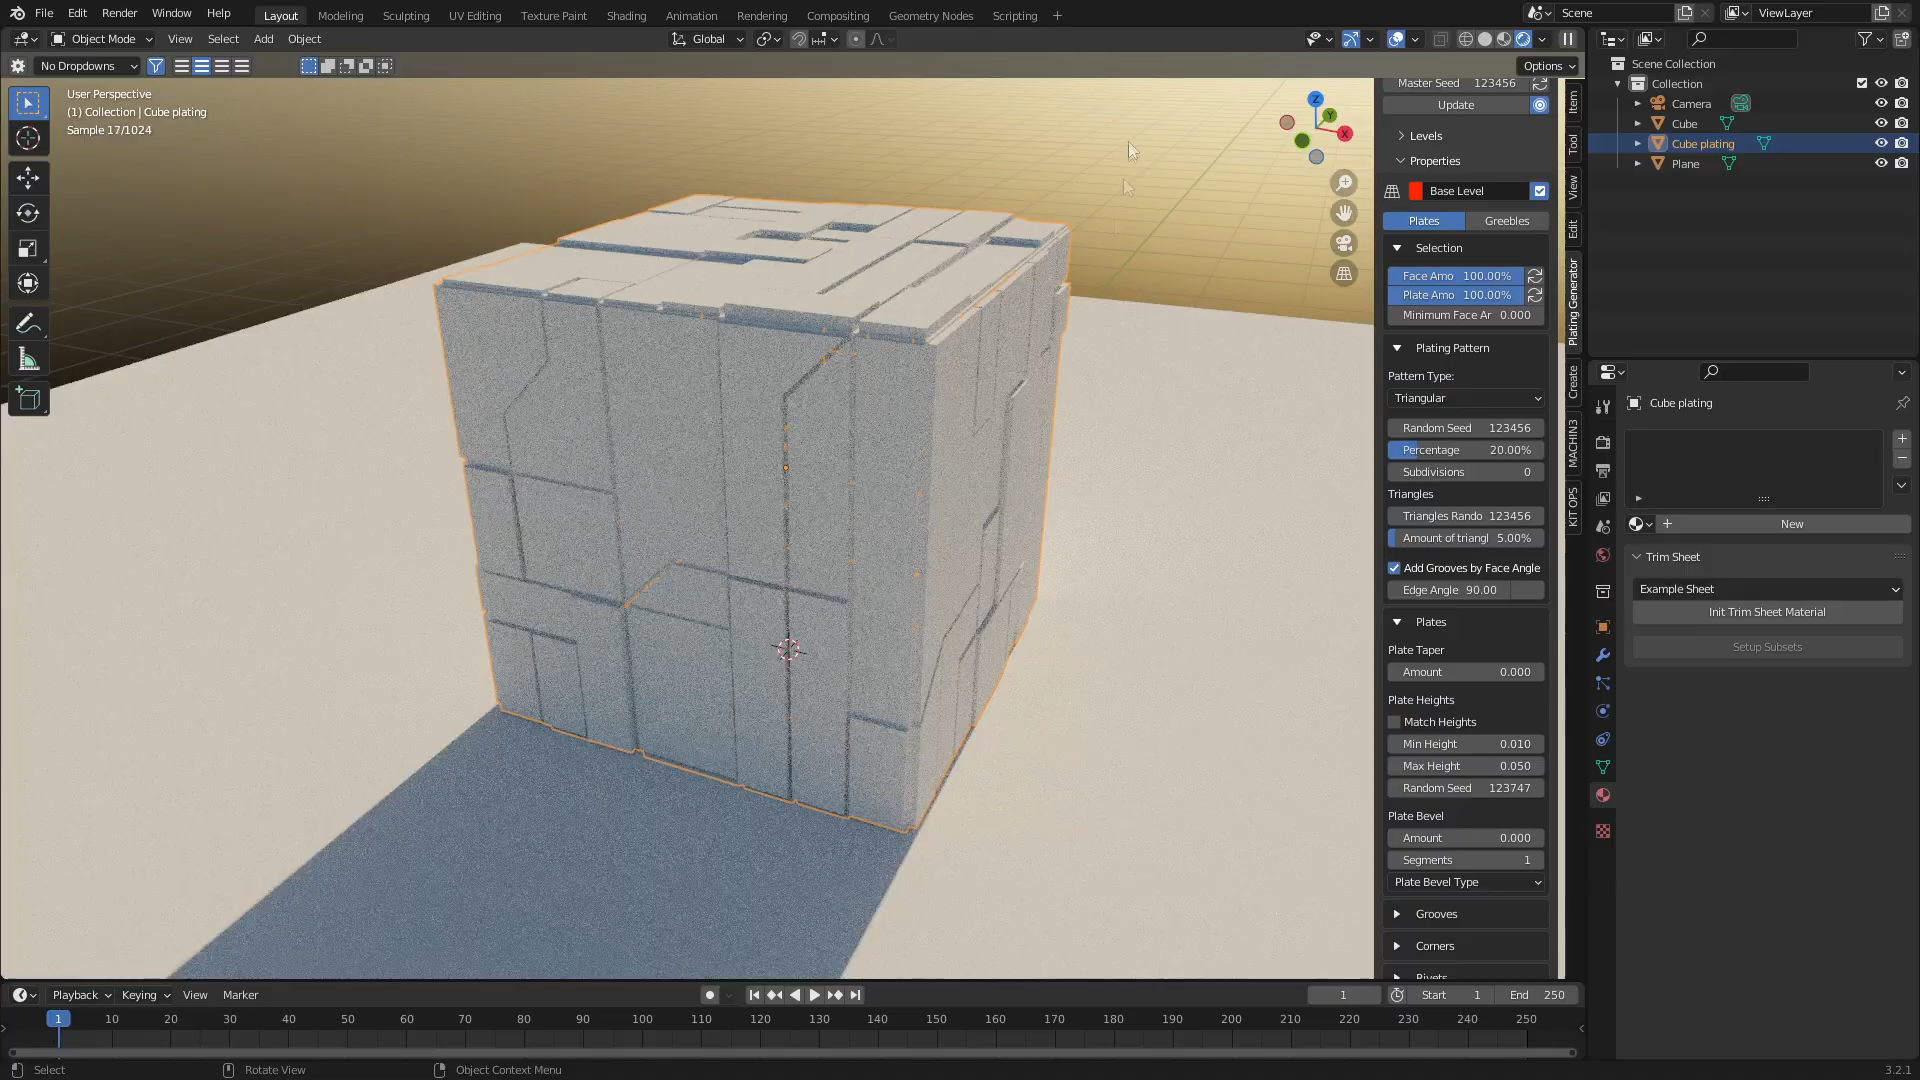 File Edit Render Window Help Layout Modeling Sculpting UV Editing Texture Paint Shading Animation Rendering Compositing Geometry Nodes Scripting + Scene ViewLayer
Object Mode View Select Add Object Global
No Dropdowns Options
User Perspective
(1) Collection | Cube plating
Sample 17/1024
Z
Y
X
Master Seed 123456
Update
Levels
Properties
Base Level
Plates Greebles
Selection
Face Amo 100.00%
Plate Amo 100.00%
Minimum Face Ar 0.000
Plating Pattern
Pattern Type:
Triangular
Random Seed 123456
Percentage 20.00%
Subdivisions 0
Triangles
Triangles Rando 123456
Amount of triangl 5.00%
Add Grooves by Face Angle
Edge Angle 90.00
Plates
Plate Taper
Amount 0.000
Plate Heights
Match Heights
Min Height 0.010
Max Height 0.050
Random Seed 123747
Plate Bevel
Amount 0.000
Segments 1
Plate Bevel Type
Grooves
Corners
Rivets
Item
Tool
View
Edit
Plating Generator
Create
MACHIN3
KIT OPS
Scene Collection
Collection
Camera
Cube
Cube plating
Plane
Cube plating
New
Trim Sheet
Example Sheet
Init Trim Sheet Material
Setup Subsets
Playback Keying View Marker 1 Start 1 End 250
1 10 20 30 40 50 60 70 80 90 100 110 120 130 140 150 160 170 180 190 200 210 220 230 240 250
Select Rotate View Object Context Menu 3.2.1